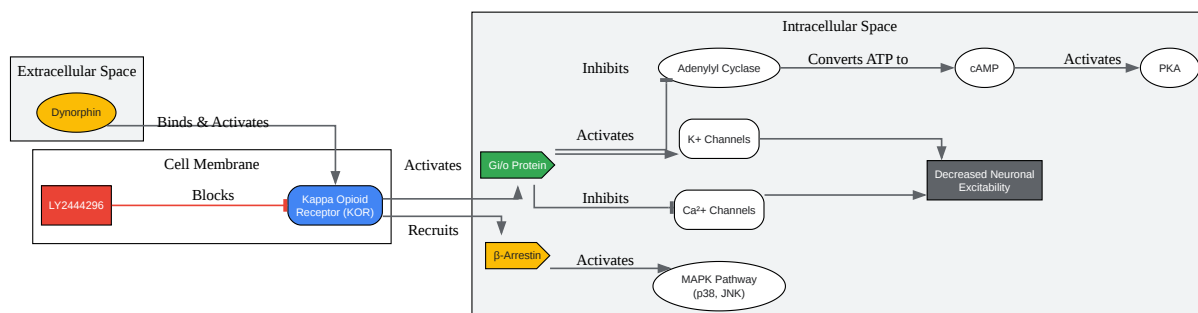 Intracellular Space
Extracellular Space
Dynorphin
Binds & Activates
Cell Membrane
LY2444296
Blocks
Kappa Opioid
Receptor (KOR)
Activates
Recruits
Gi/o Protein
β-Arrestin
Inhibits
Adenylyl Cyclase
Converts ATP to
cAMP
Activates
PKA
Activates
K+ Channels
Decreased Neuronal
Excitability
Inhibits
Ca²+ Channels
Activates
MAPK Pathway
(p38, JNK)